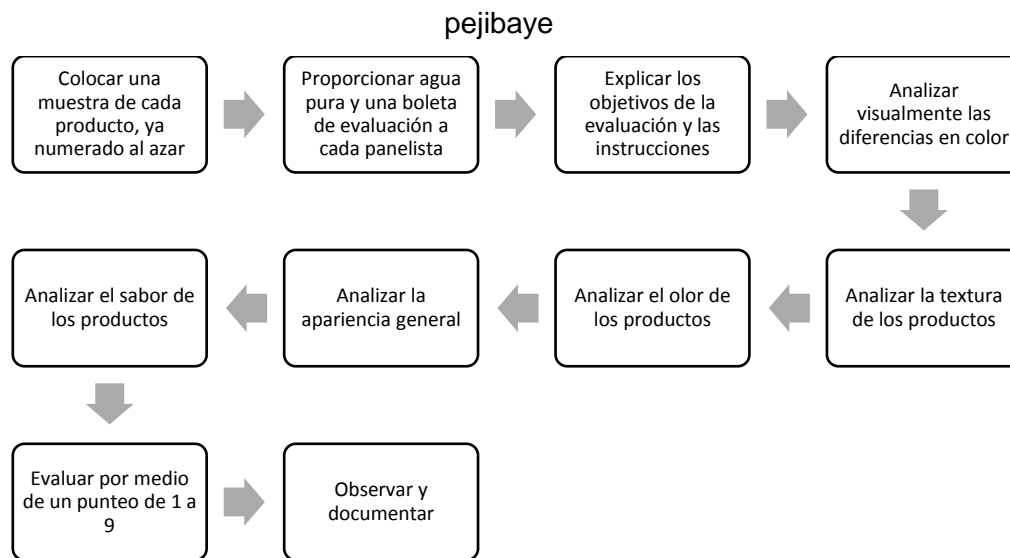 pejibaye
Colocar una
muestra de cada
producto, ya
numerado al azar
Proporcionar agua
pura y una boleta
de evaluación a
cada panelista
Explicar los
objetivos de la
evaluación y las
instrucciones
Analizar
visualmente las
diferencias en color
Analizar la textura
de los productos
Analizar el olor de
los productos
Analizar la
apariencia general
Analizar el sabor de
los productos
Evaluar por medio
de un punteo de 1 a
9
Observar y
documentar